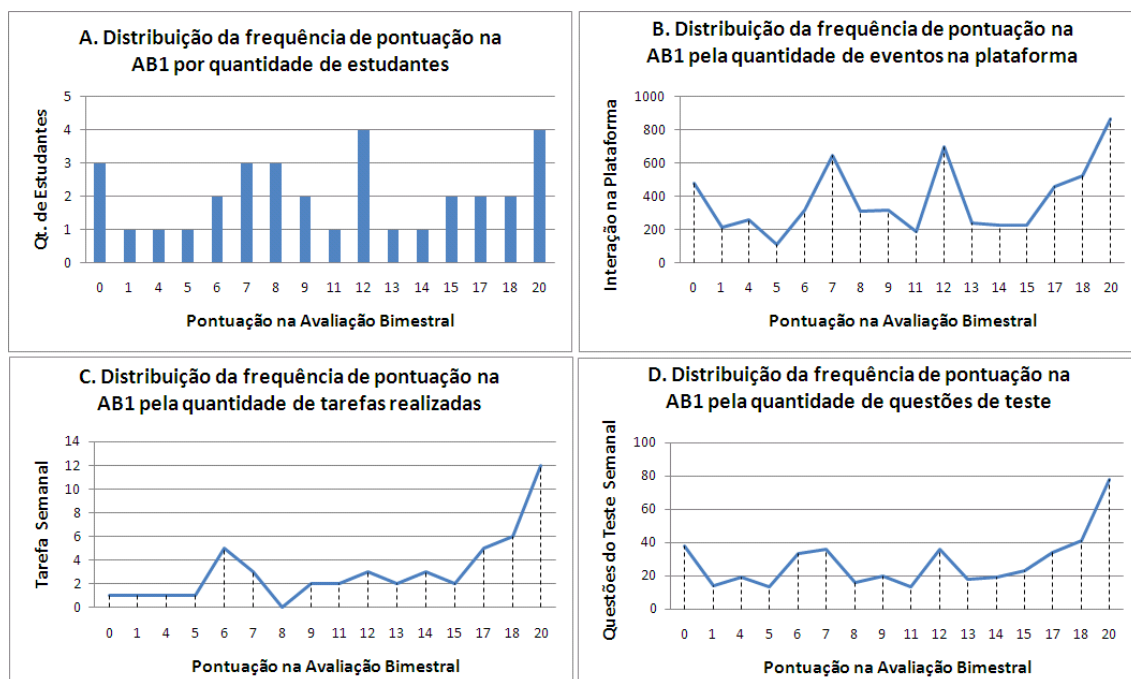 A. Distribuição da frequência de pontuação na
AB1 por quantidade de estudantes
Qt. de Estudantes
5
4
3
2
1
0
0 1 4 5 6 7 8 9 11 12 13 14 15 17 18 20
Pontuação na Avaliação Bimestral
B. Distribuição da frequência de pontuação na
AB1 pela quantidade de eventos na plataforma
Interação na Plataforma
1000
800
600
400
200
0
0 1 4 5 6 7 8 9 11 12 13 14 15 17 18 20
Pontuação na Avaliação Bimestral
C. Distribuição da frequência de pontuação na
AB1 pela quantidade de tarefas realizadas
Tarefa Semanal
14
12
10
8
6
4
2
0
0 1 4 5 6 7 8 9 11 12 13 14 15 17 18 20
Pontuação na Avaliação Bimestral
D. Distribuição da frequência de pontuação na
AB1 pela quantidade de questões de teste
Questões do Teste Semanal
100
80
60
40
20
0
0 1 4 5 6 7 8 9 11 12 13 14 15 17 18 20
Pontuação na Avaliação Bimestral